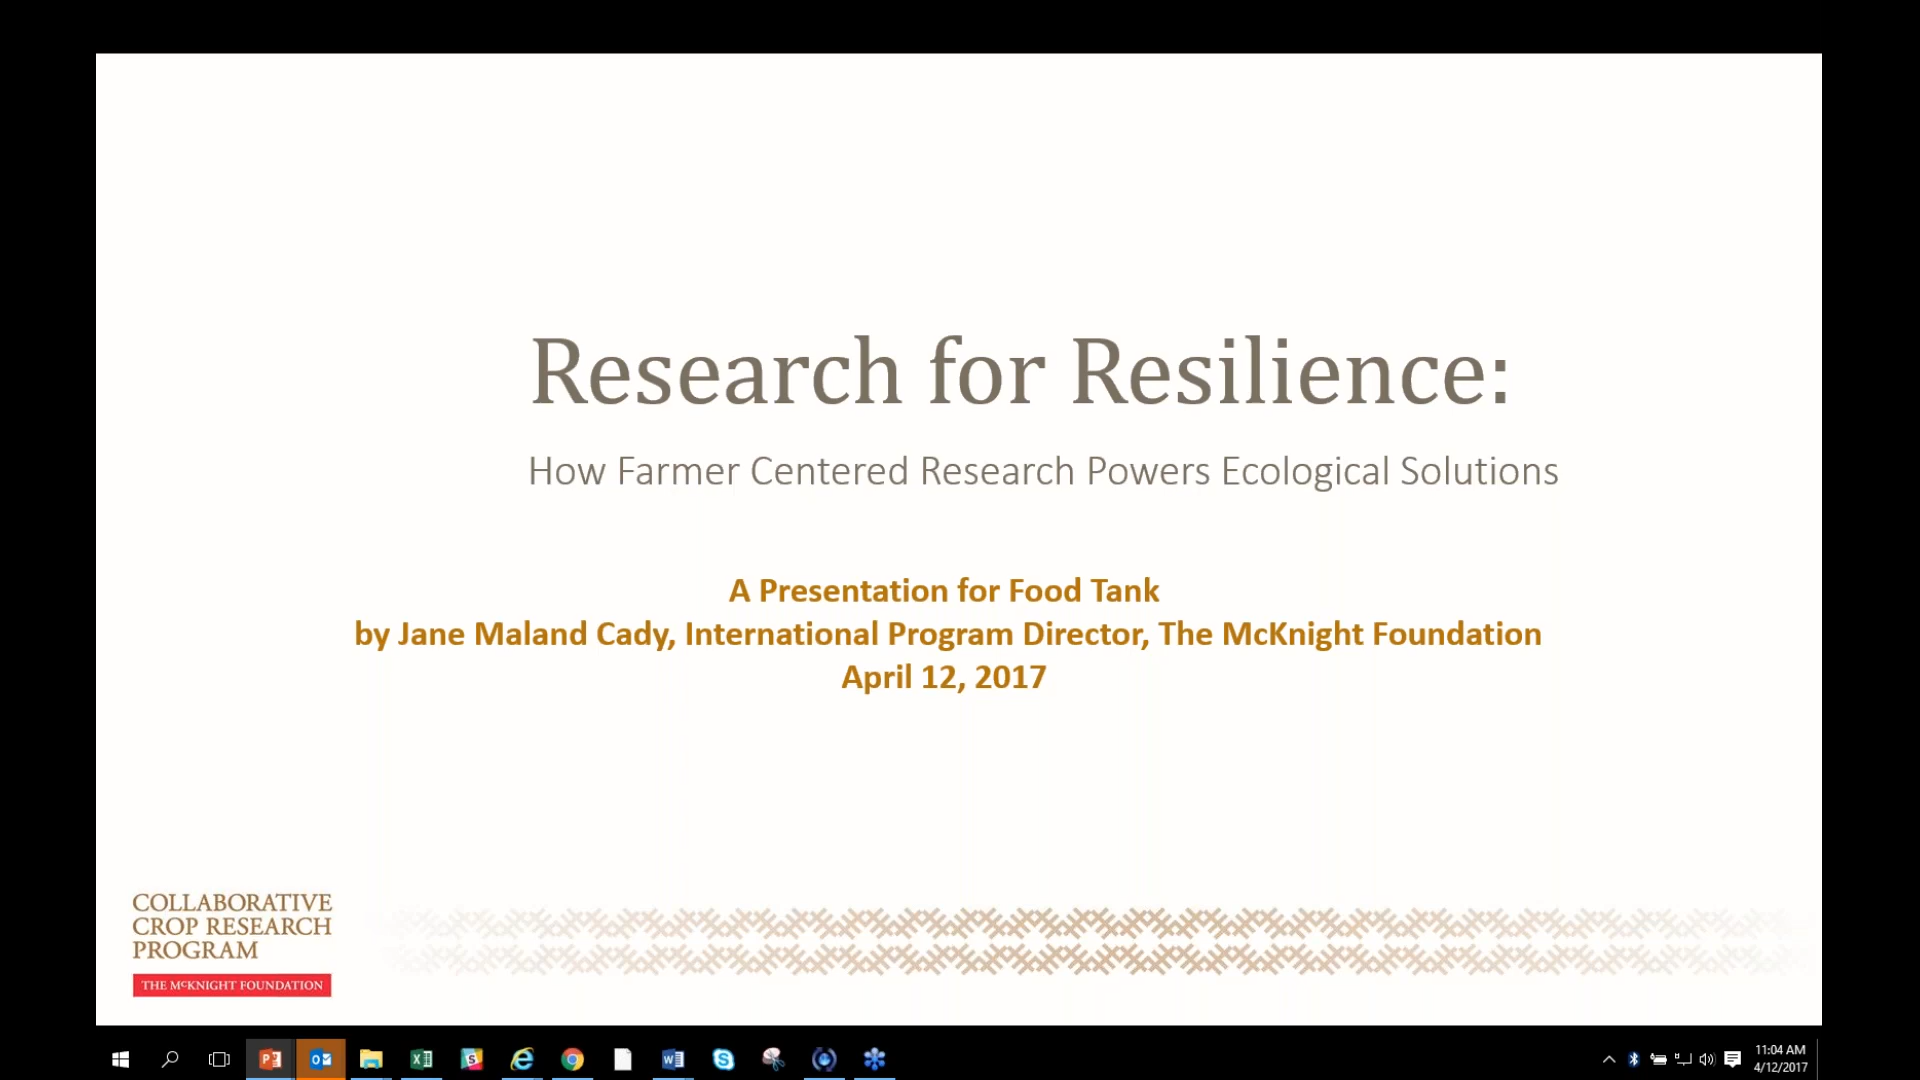 Research for Resilience:
How Farmer Centered Research Powers Ecological Solutions
A Presentation for Food Tank
by Jane Maland Cady, International Program Director, The McKnight Foundation
April 12, 2017
COLLABORATIVE
CROP RESEARCH
PROGRAM
THE McKNIGHT FOUNDATION
11:04 AM
4/12/2017